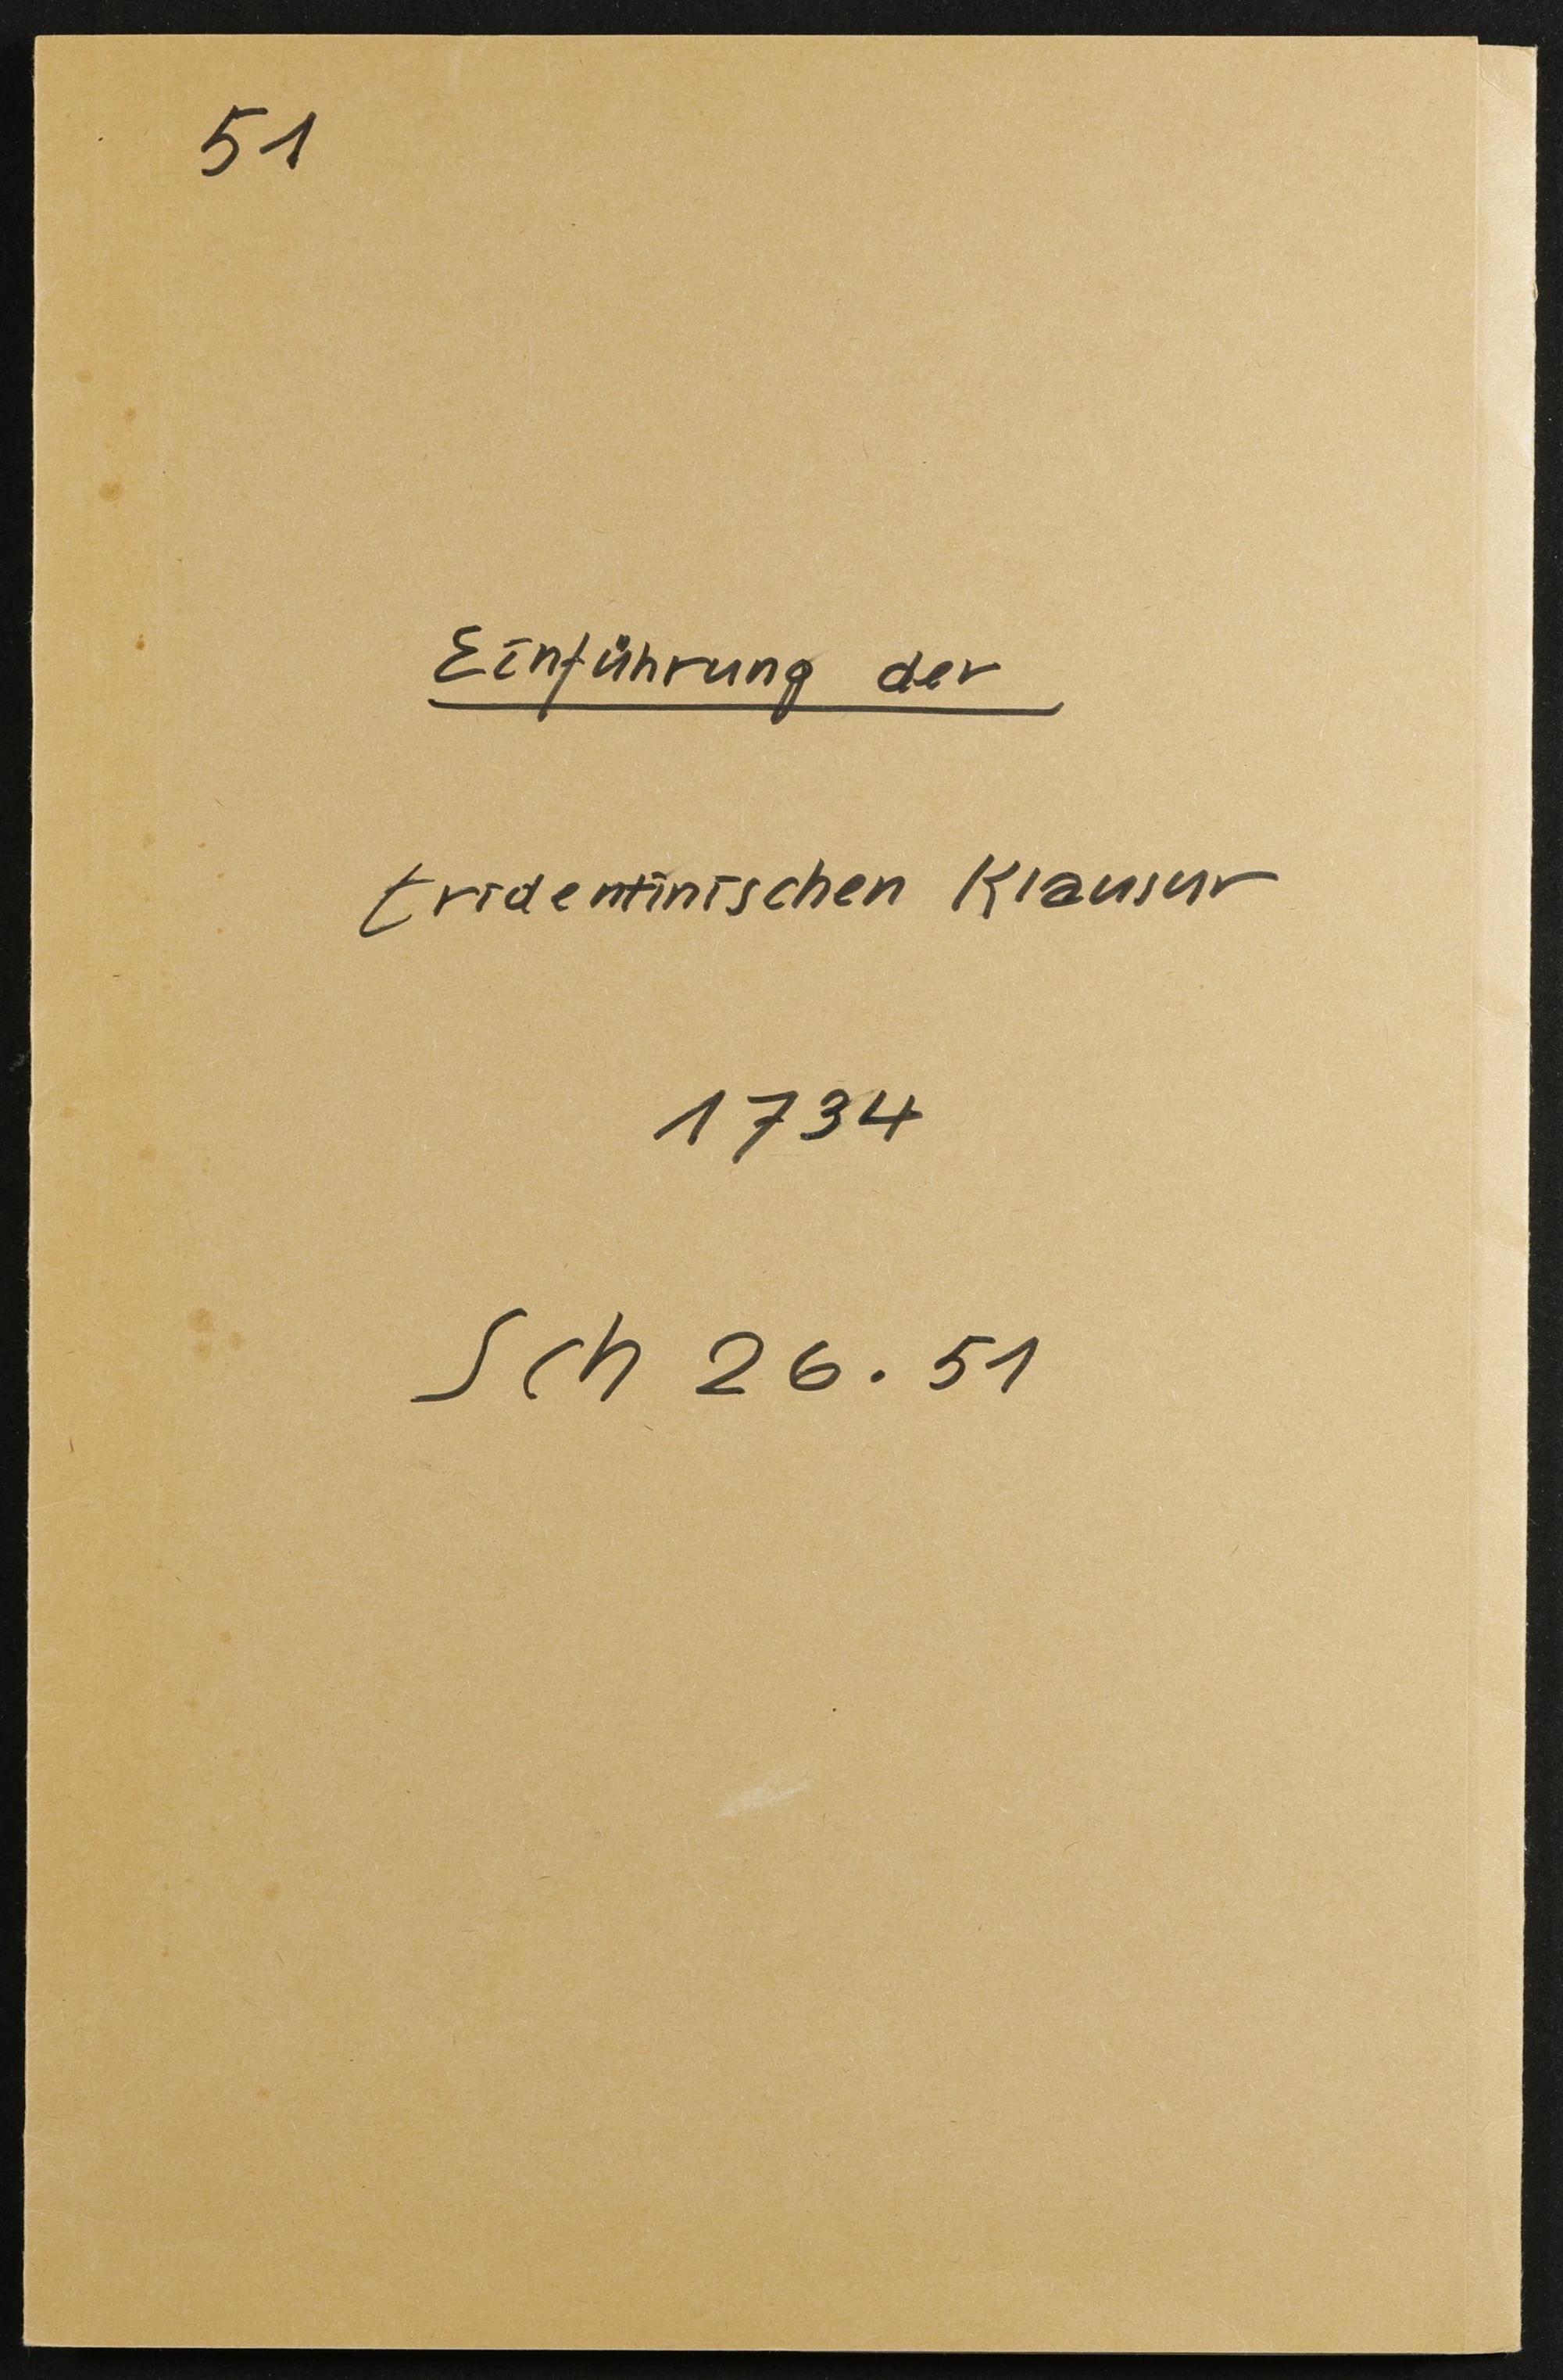 51
Einführung der
tridentinischen Klausur
1734
Sch 26.51